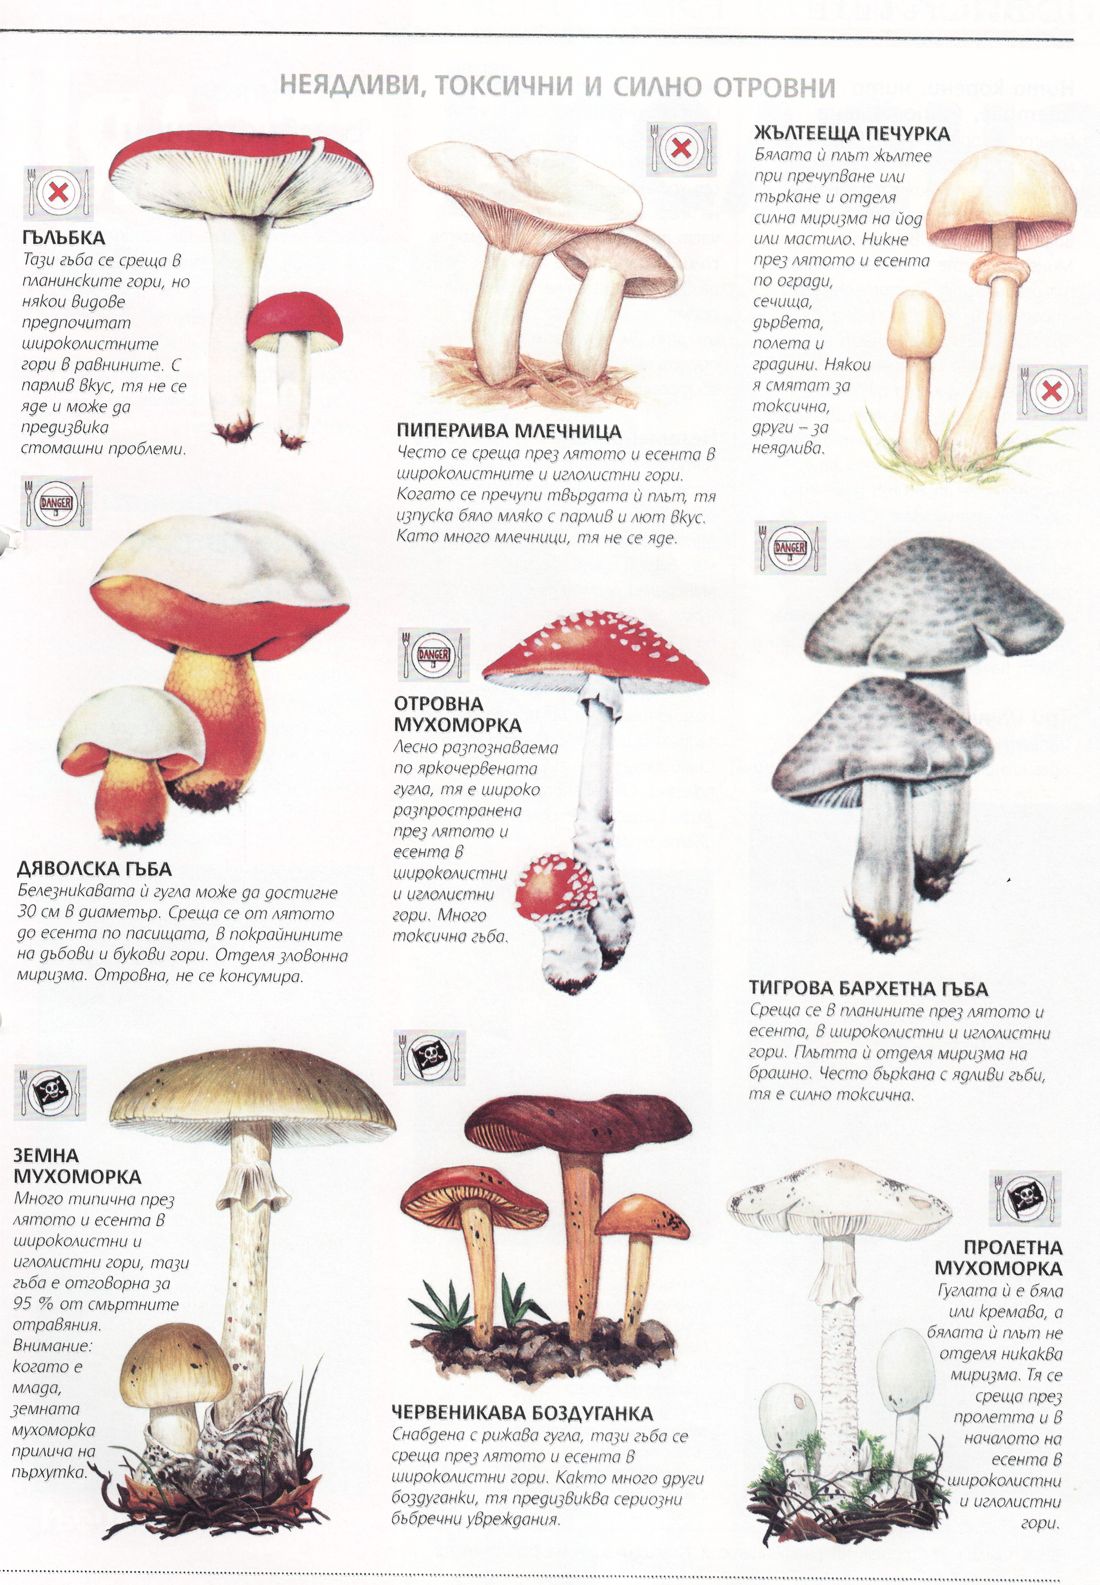 НЕЯДЛИВИ, ТОКСИЧНИ И СИЛНО ОТРОВНИ
ГЪЛЪБКА
Тази гъба се среща в
планинските гори, но
някои видове
предпочитат
широколистните
гори в равнините. С
парлив вкус, тя не се
яде и може да
предизвика
стомашни проблеми.
ПИПЕРЛИВА МЛЕЧНИЦА
Често се среща през лятото и есента в
широколистните и иглолистни гори.
Когато се пречупи твърдата ѝ плът, тя
изпуска бяло мляко с парлив и лют вкус.
Като много млечници, тя не се яде.
ЖЪЛТЕЕЩА ПЕЧУРКА
Бялата ѝ плът жълтее
при пречупване или
търкане и отделя
силна миризма на йод
или мастило. Никне
през лятото и есента
по огради,
сечища,
дървета,
полета и
градини. Някои
я смятат за
токсична,
други – за
неядлива.
DANGER
ДЯВОЛСКА ГЪБА
Белезникавата ѝ гугла може да достигне
30 см в диаметър. Среща се от лятото
до есента по пасищата, в покрайнините
на дъбови и букови гори. Отделя зловонна
миризма. Отровна, не се консумира.
DANGER
ОТРОВНА
МУХОМОРКА
Лесно разпознаваема
по яркочервената
гугла, тя е широко
разпространена
през лятото и
есента в
широколистни
и иглолистни
гори. Много
токсична гъба.
DANGER
ТИГРОВА БАРХЕТНА ГЪБА
Среща се в планините през лятото и
есента, в широколистни и иглолистни
гори. Плътта ѝ отделя миризма на
брашно. Често бъркана с ядливи гъби,
тя е силно токсична.
ЗЕМНА
МУХОМОРКА
Много типична през
лятото и есента в
широколистни и
иглолистни гори, тази
гъба е отговорна за
95 % от смъртните
отравяния.
Внимание:
когато е
млада,
земната
мухоморка
прилича на
пърхутка.
ЧЕРВЕНИКАВА БОЗДУГАНКА
Снабдена с рижава гугла, тази гъба се
среща през лятото и есента в
широколистни гори. Както много други
боздуганки, тя предизвиква сериозни
бъбречни увреждания.
ПРОЛЕТНА
МУХОМОРКА
Гуглата ѝ е бяла
или кремава, а
бялата ѝ плът не
отделя никаква
миризма. Тя се
среща през
пролетта и в
началото на
есента в
широколистни
и иглолистни
гори.